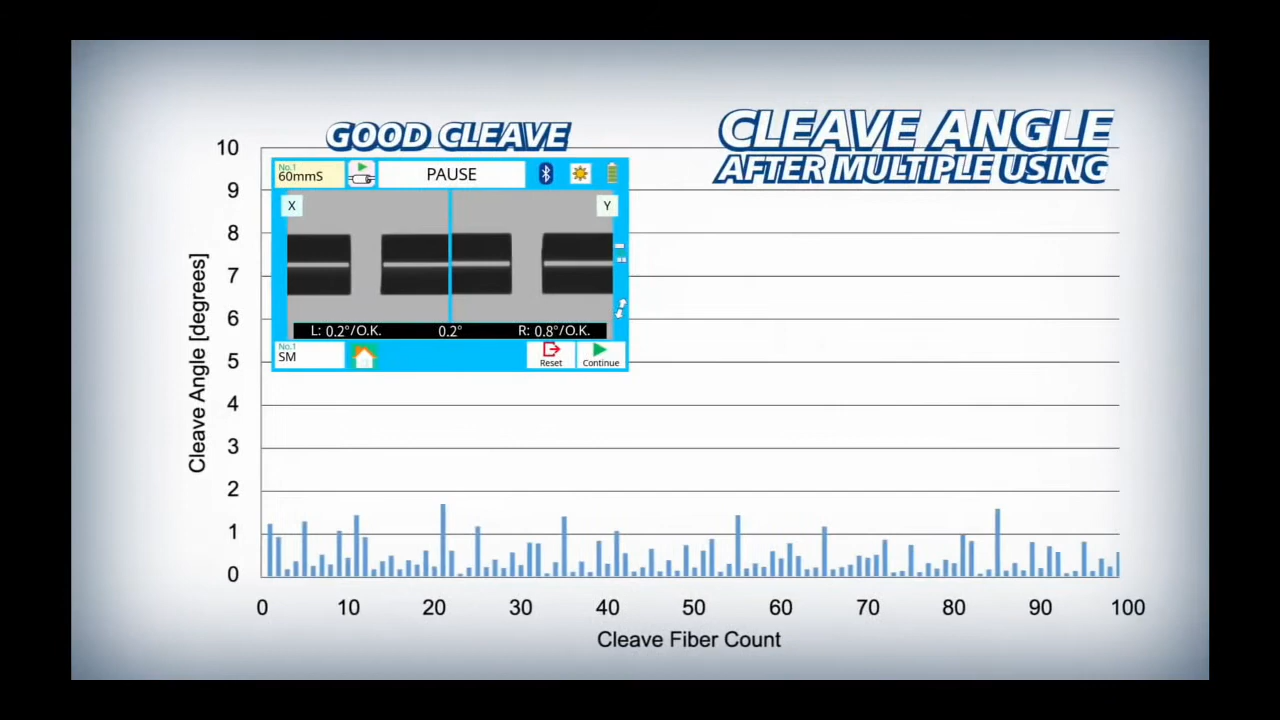 GOOD CLEAVE
CLEAVE ANGLE
AFTER MULTIPLE USING
No.1
60mmS
PAUSE
X
Y
L: 0.2°/O.K.
0.2°
R: 0.8°/O.K.
No.1
SM
Reset
Continue
Cleave Angle [degrees]
10
9
8
7
6
5
4
3
2
1
0
0 10 20 30 40 50 60 70 80 90 100
Cleave Fiber Count